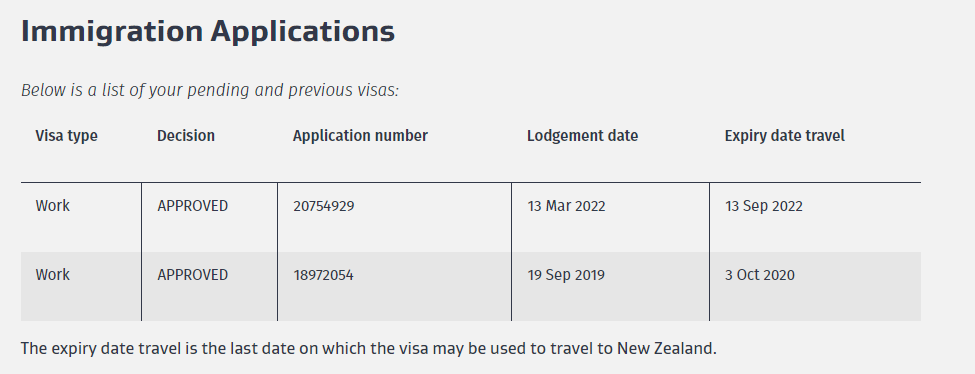 Immigration Applications
Below is a list of your pending and previous visas:
Visa type Decision Application number Lodgement date Expiry date travel
Work APPROVED 20754929 13 Mar 2022 13 Sep 2022
Work APPROVED 18972054 19 Sep 2019 3 Oct 2020
The expiry date travel is the last date on which the visa may be used to travel to New Zealand.